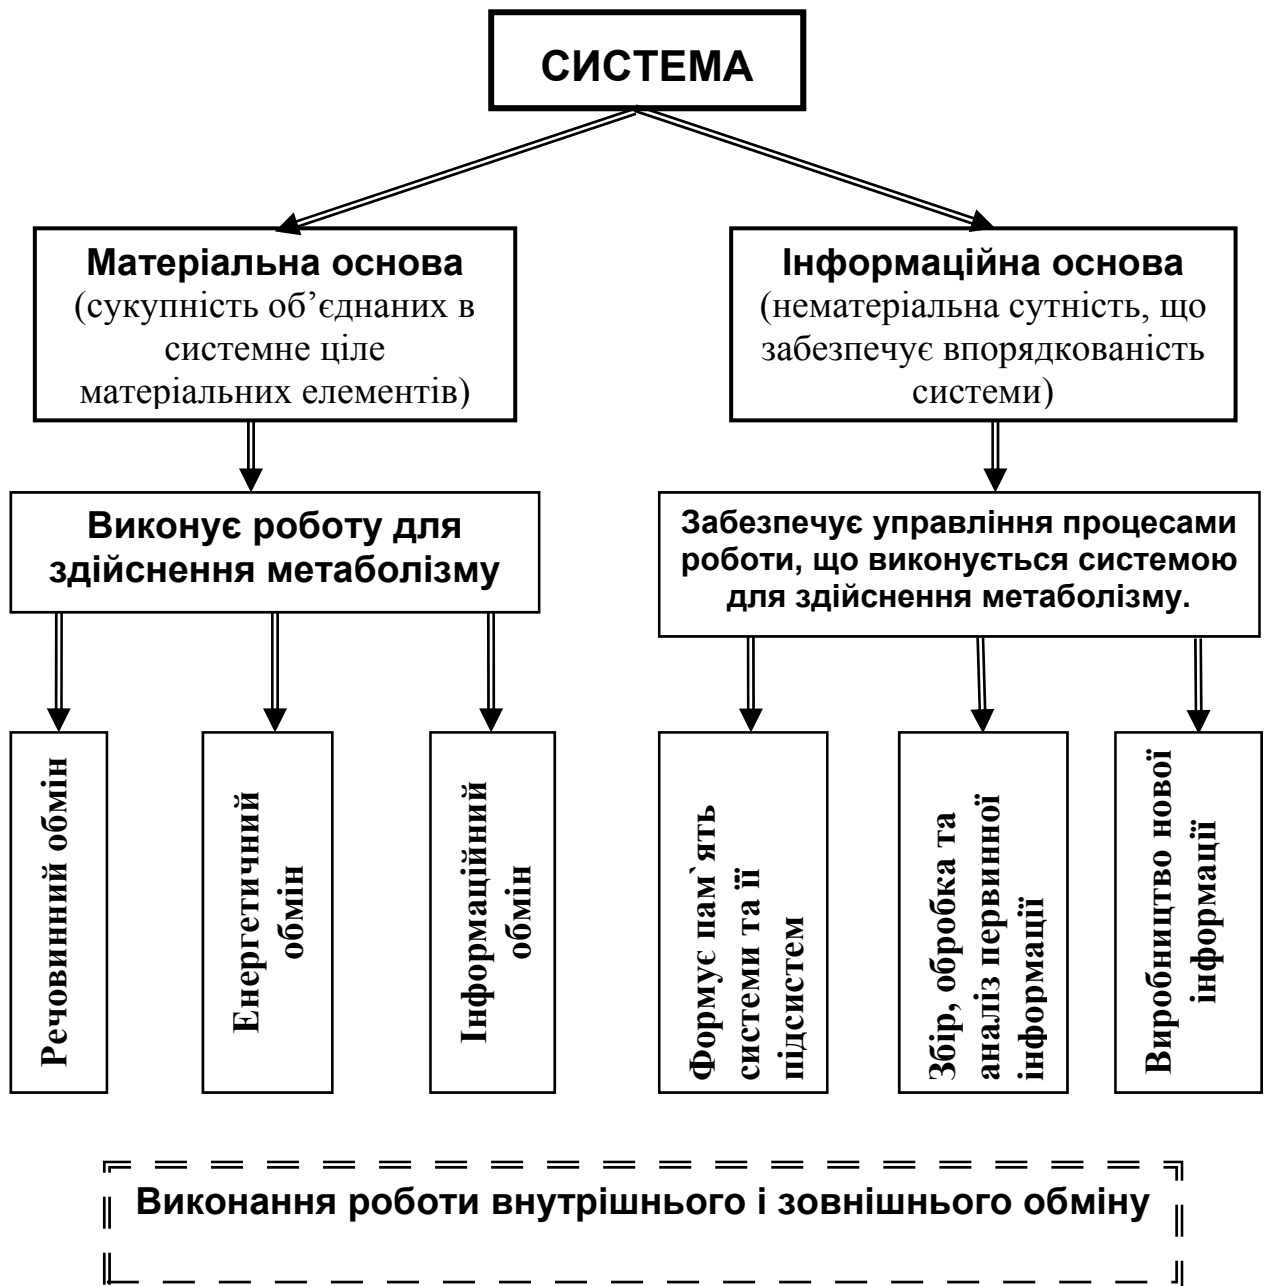 СИСТЕМА
Матеріальна основа
(сукупність об’єднаних в
системне ціле
матеріальних елементів)
Інформаційна основа
(нематеріальна сутність, що
забезпечує впорядкованість
системи)
Виконує роботу для
здійснення метаболізму
Забезпечує управління процесами
роботи, що виконується системою
для здійснення метаболізму.
Речовинний обмін
Енергетичний
обмін
Інформаційний
обмін
Формує пам`ять
системи та її
підсистем
Збір, обробка та
аналіз первинної
інформації
Виробництво нової
інформації
Виконання роботи внутрішнього і зовнішнього обміну